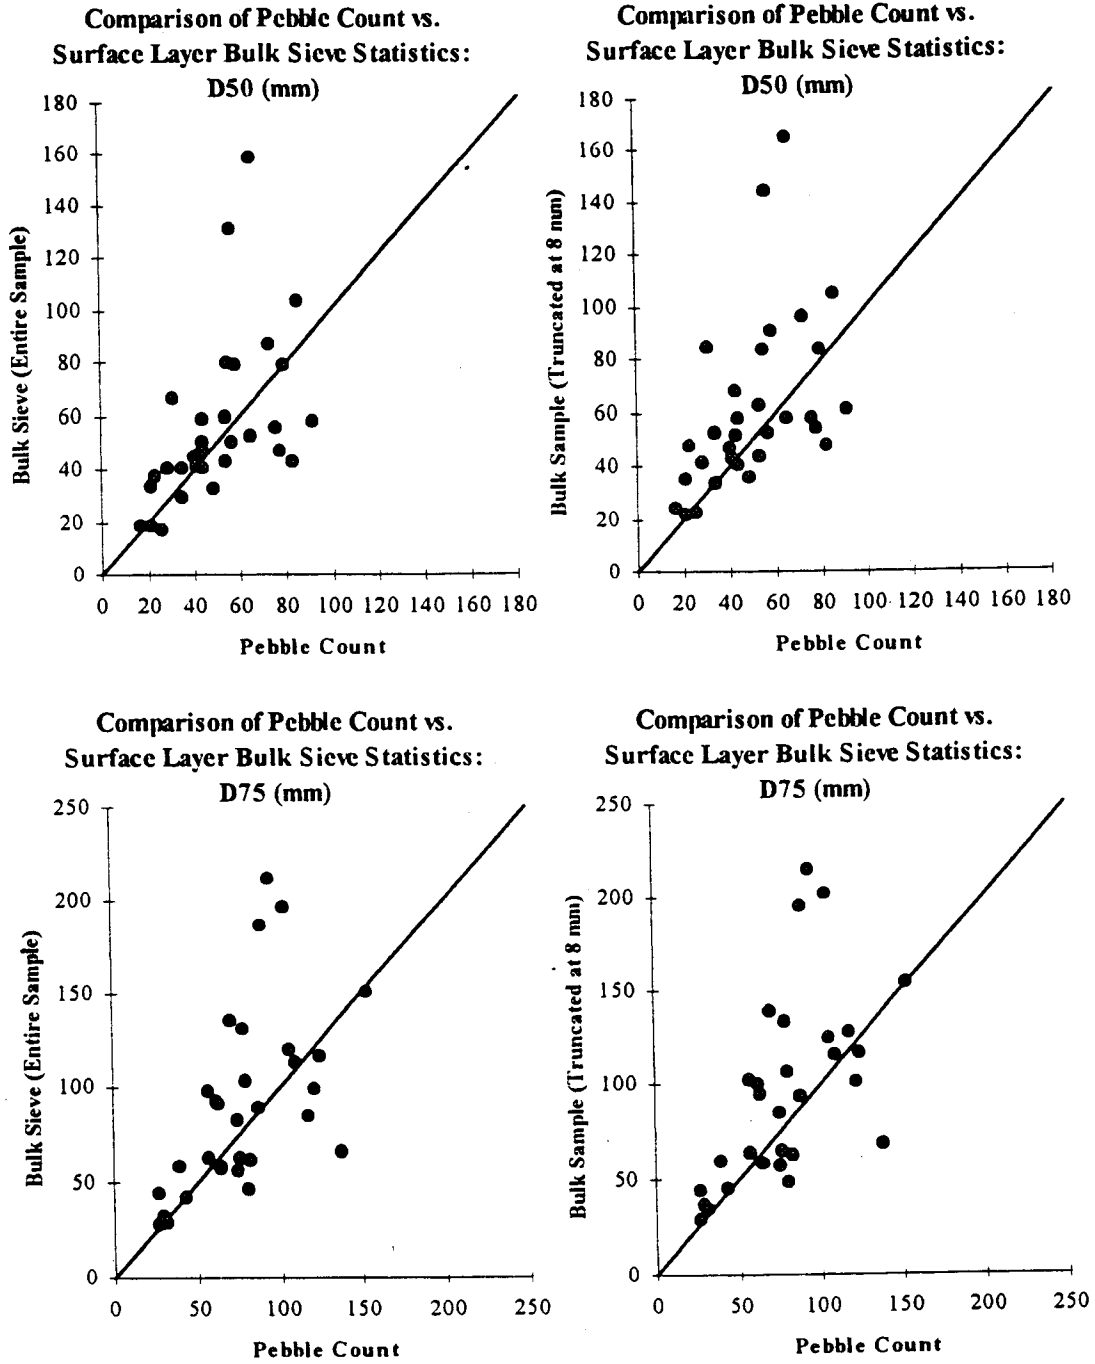 Comparison of Pebble Count vs.
Surface Layer Bulk Sieve Statistics:
D50 (mm)
180
160
140
120
100
80
60
40
20
0
Bulk Sieve (Entire Sample)
0 20 40 60 80 100 120 140 160 180
Pebble Count
Comparison of Pebble Count vs.
Surface Layer Bulk Sieve Statistics:
D50 (mm)
180
160
140
120
100
80
60
40
20
0
Bulk Sample (Truncated at 8 mm)
0 20 40 60 80 100 120 140 160 180
Pebble Count
Comparison of Pebble Count vs.
Surface Layer Bulk Sieve Statistics:
D75 (mm)
250
200
150
100
50
0
Bulk Sieve (Entire Sample)
0 50 100 150 200 250
Pebble Count
Comparison of Pebble Count vs.
Surface Layer Bulk Sieve Statistics:
D75 (mm)
250
200
150
100
50
0
Bulk Sample (Truncated at 8 mm)
0 50 100 150 200 250
Pebble Count